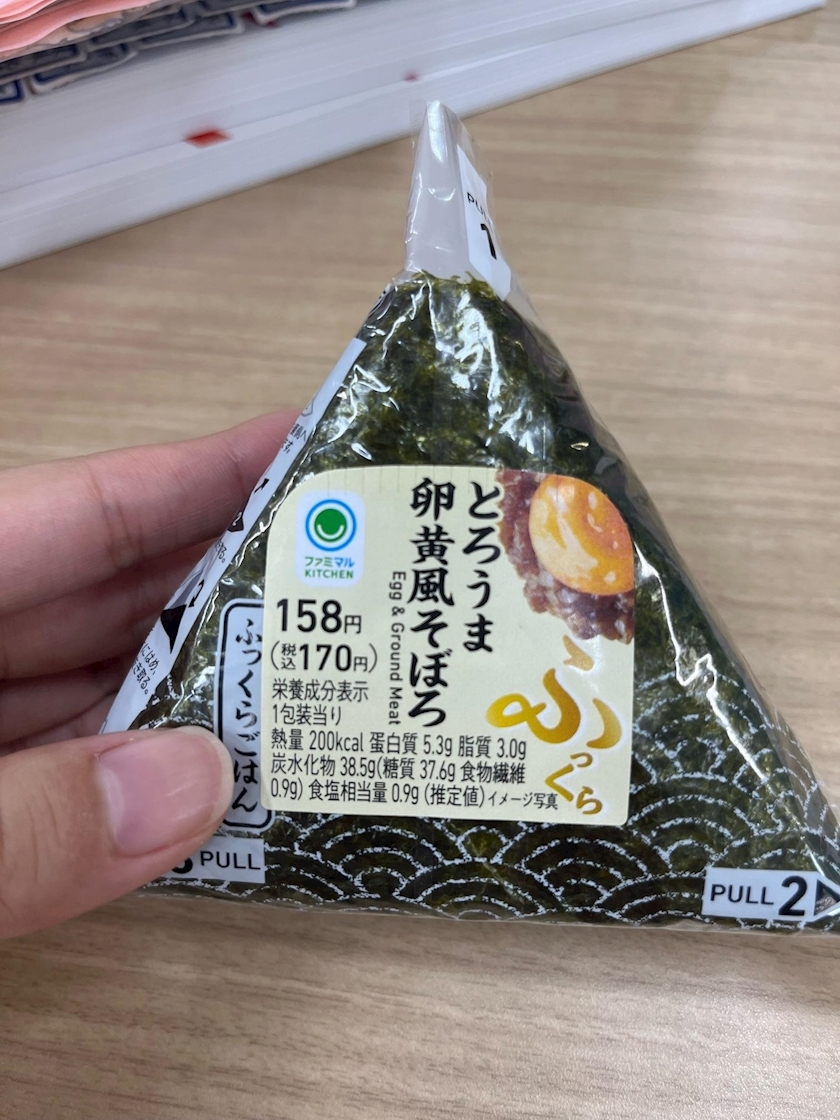 PULL
1
とろうま
卵黄風そぼろ
Egg & Ground Meat
ファミマル
KITCHEN
158円
(税込170円)
栄養成分表示
1包装当り
熱量 200kcal 蛋白質 5.3g 脂質 3.0g
炭水化物 38.5g(糖質 37.6g 食物繊維
0.9g) 食塩相当量 0.9g (推定値)イメージ写真
ふっくら
ふっくらごはん
2
3 PULL
PULL 2